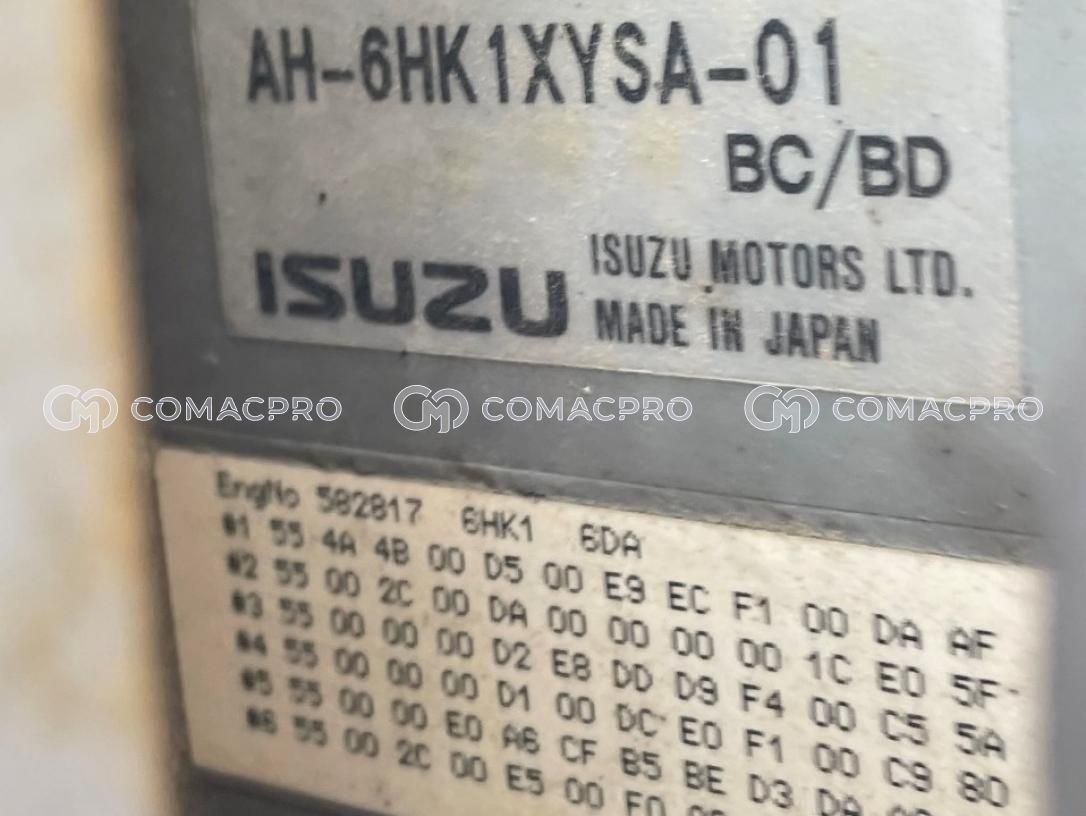 AH-6HK1XYSA-01
BC/BD
ISUZU
ISUZU MOTORS LTD.
MADE IN JAPAN
COMACPRO COMACPRO COMACPRO
EngNo 582817 6HK1 6DA
#1 55 4A 4B 00 D5 00 E9 EC F1 00 DA AF
#2 55 00 2C 00 DA 00 00 00 00 1C E0 5F
#3 55 00 00 00 D2 E8 DD D9 F4 00 C5 5A
#4 55 00 00 00 D1 00 DC E0 F1 00 C9 80
#5 55 00 00 E0 A6 CF B5 BE D3 DA
#6 55 00 2C 00 E5 00 F0